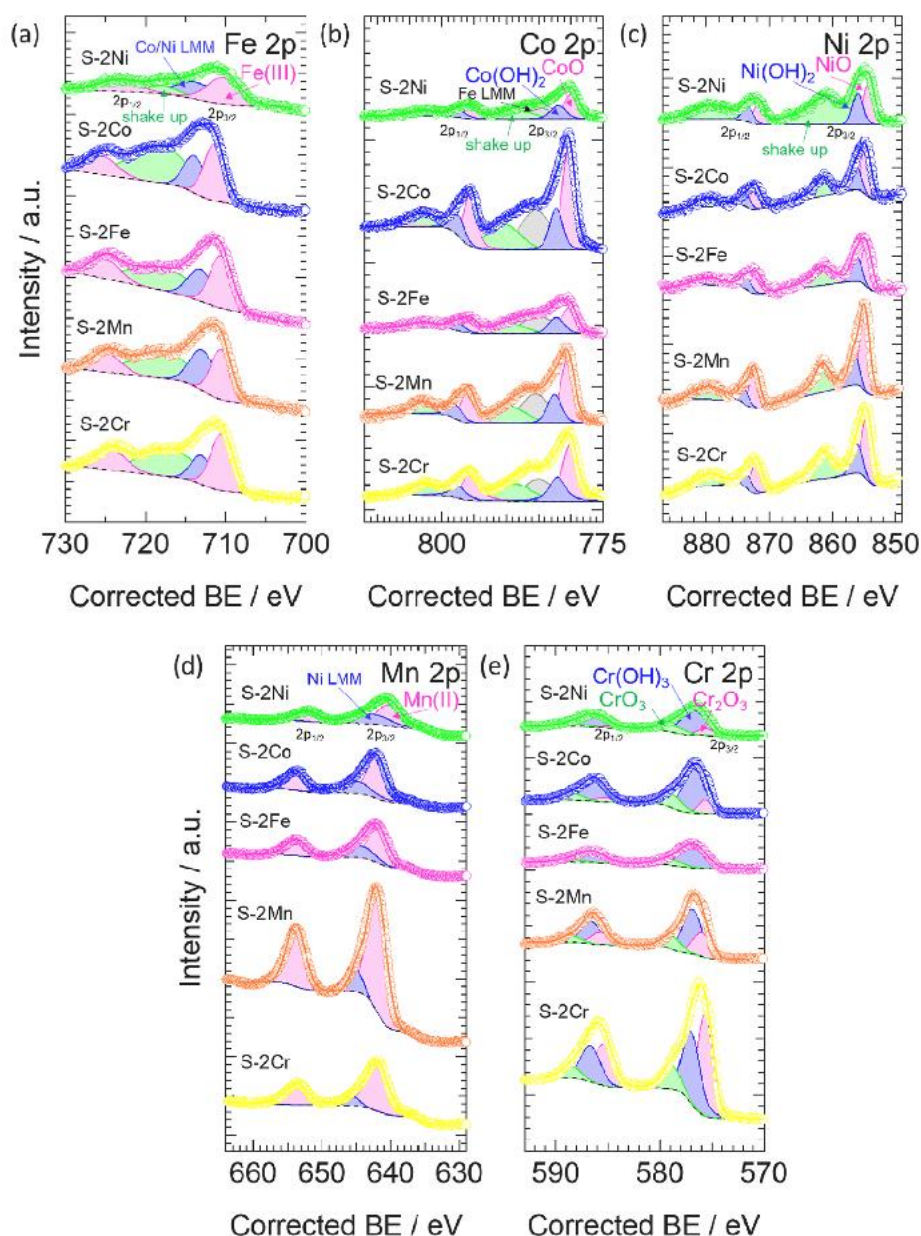 (a)
Fe 2p
S-2Ni
Co/Ni LMM
Fe(III)
2p1/2
shake up
2p3/2
S-2Co
S-2Fe
S-2Mn
S-2Cr
730 720 710 700
Corrected BE / eV
Intensity / a.u.
(b)
Co 2p
S-2Ni
Co(OH)2
CoO
Fe LMM
2p1/2
shake up
2p3/2
S-2Co
S-2Fe
S-2Mn
S-2Cr
800 775
Corrected BE / eV
(c)
Ni 2p
S-2Ni
Ni(OH)2
NiO
2p1/2
shake up
2p3/2
S-2Co
S-2Fe
S-2Mn
S-2Cr
880 870 860 849
Corrected BE / eV
(d)
Mn 2p
S-2Ni
Ni LMM
Mn(II)
2p1/2
2p3/2
S-2Co
S-2Fe
S-2Mn
S-2Cr
660 650 640 630
Corrected BE / eV
Intensity / a.u.
(e)
Cr 2p
S-2Ni
Cr(OH)3
CrO3
Cr2O3
2p1/2
2p3/2
S-2Co
S-2Fe
S-2Mn
S-2Cr
590 580 570
Corrected BE / eV